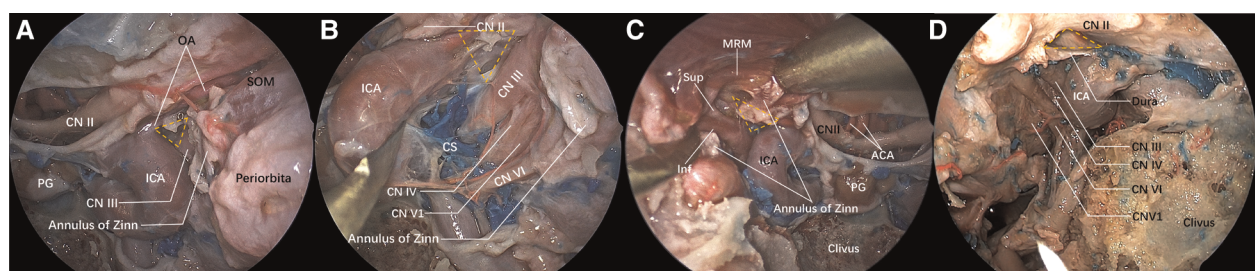 A
OA
SOM
CN II
PG
ICA
Periorbita
CN III
Annulus of Zinn
B
CN II
ICA
CN III
CS
CN VI
CN IV
CN V1
Annulus of Zinn
C
MRM
Sup
CNII
ICA
ACA
Inf
PG
Annulus of Zinn
Clivus
D
CN II
ICA
Dura
CN III
CN IV
CN VI
CNV1
Clivus